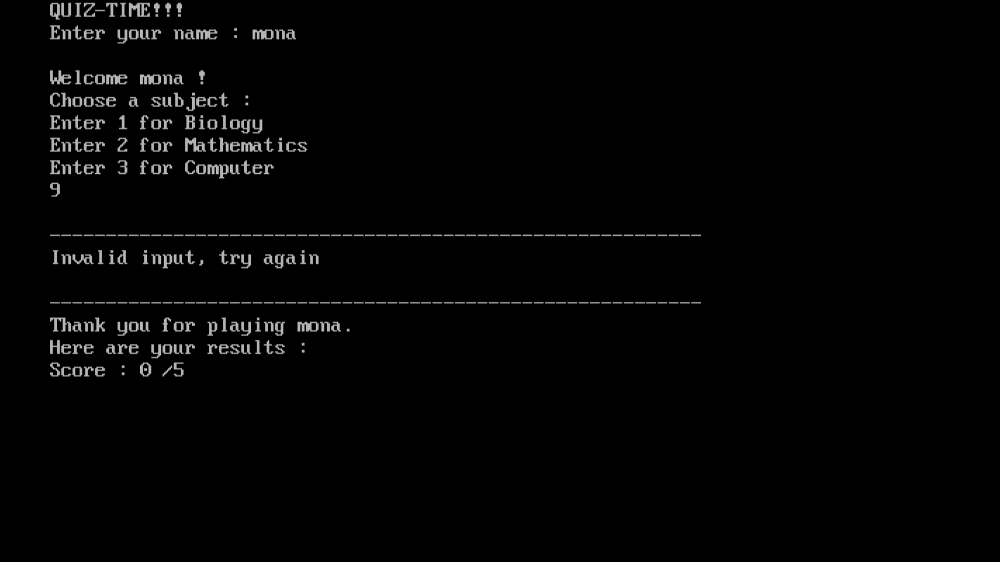 QUIZ-TIME!!!
Enter your name : mona
Welcome mona !
Choose a subject :
Enter 1 for Biology
Enter 2 for Mathematics
Enter 3 for Computer
9
----------------------------------------------------------
Invalid input, try again
----------------------------------------------------------
Thank you for playing mona.
Here are your results :
Score : 0 /5